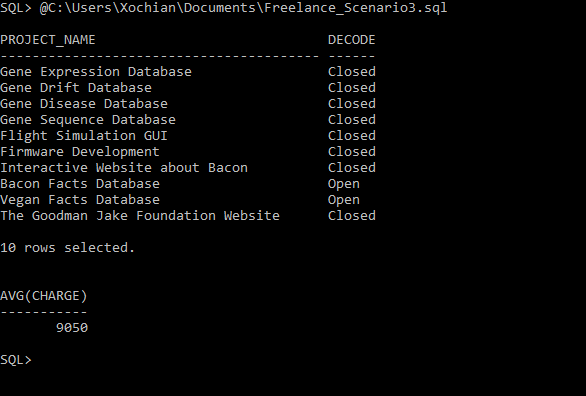 SQL> @C:\Users\Xochian\Documents\Freelance_Scenario3.sql
PROJECT_NAME                             DECODE
---------------------------------------- ------
Gene Expression Database                 Closed
Gene Drift Database                      Closed
Gene Disease Database                    Closed
Gene Sequence Database                   Closed
Flight Simulation GUI                    Closed
Firmware Development                     Closed
Interactive Website about Bacon          Closed
Bacon Facts Database                     Open
Vegan Facts Database                     Open
The Goodman Jake Foundation Website      Closed
10 rows selected.
AVG(CHARGE)
-----------
       9050
SQL>